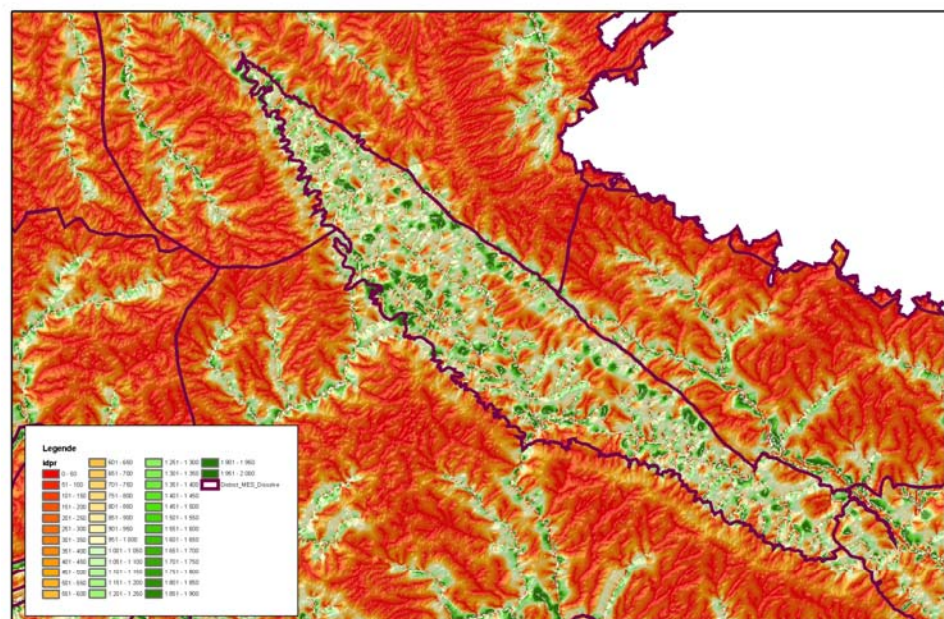 Legende
idpr
0 - 50
51 - 100
101 - 150
151 - 200
201 - 250
251 - 300
301 - 350
351 - 400
401 - 450
451 - 500
501 - 550
551 - 600
601 - 650
651 - 700
701 - 750
751 - 800
801 - 850
851 - 900
901 - 950
951 - 1 000
1 001 - 1 050
1 051 - 1 100
1 101 - 1 150
1 151 - 1 200
1 201 - 1 250
1 251 - 1 300
1 301 - 1 350
1 351 - 1 400
1 401 - 1 450
1 451 - 1 500
1 501 - 1 550
1 551 - 1 600
1 601 - 1 650
1 651 - 1 700
1 701 - 1 750
1 751 - 1 800
1 801 - 1 850
1 851 - 1 900
1 901 - 1 950
1 951 - 2 000
District_MES_Dissolve